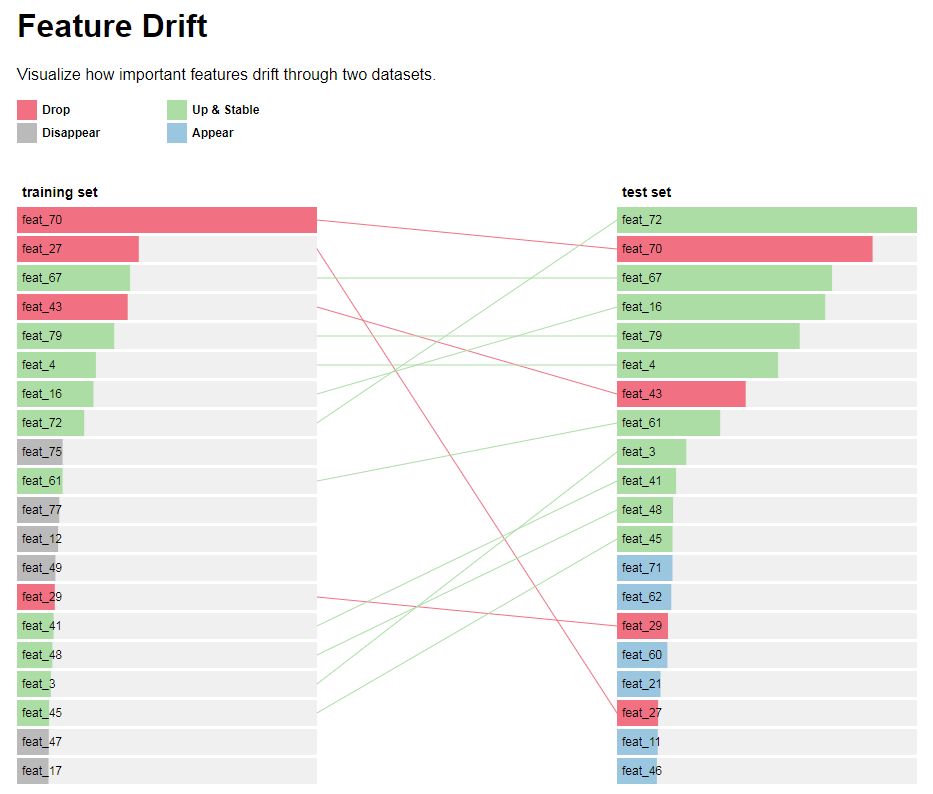 Feature Drift
Visualize how important features drift through two datasets.
Drop
Up & Stable
Disappear
Appear
training set
feat_70
feat_27
feat_67
feat_43
feat_79
feat_4
feat_16
feat_72
feat_75
feat_61
feat_77
feat_12
feat_49
feat_29
feat_41
feat_48
feat_3
feat_45
feat_47
feat_17
test set
feat_72
feat_70
feat_67
feat_16
feat_79
feat_4
feat_43
feat_61
feat_3
feat_41
feat_48
feat_45
feat_71
feat_62
feat_29
feat_60
feat_21
feat_27
feat_11
feat_46